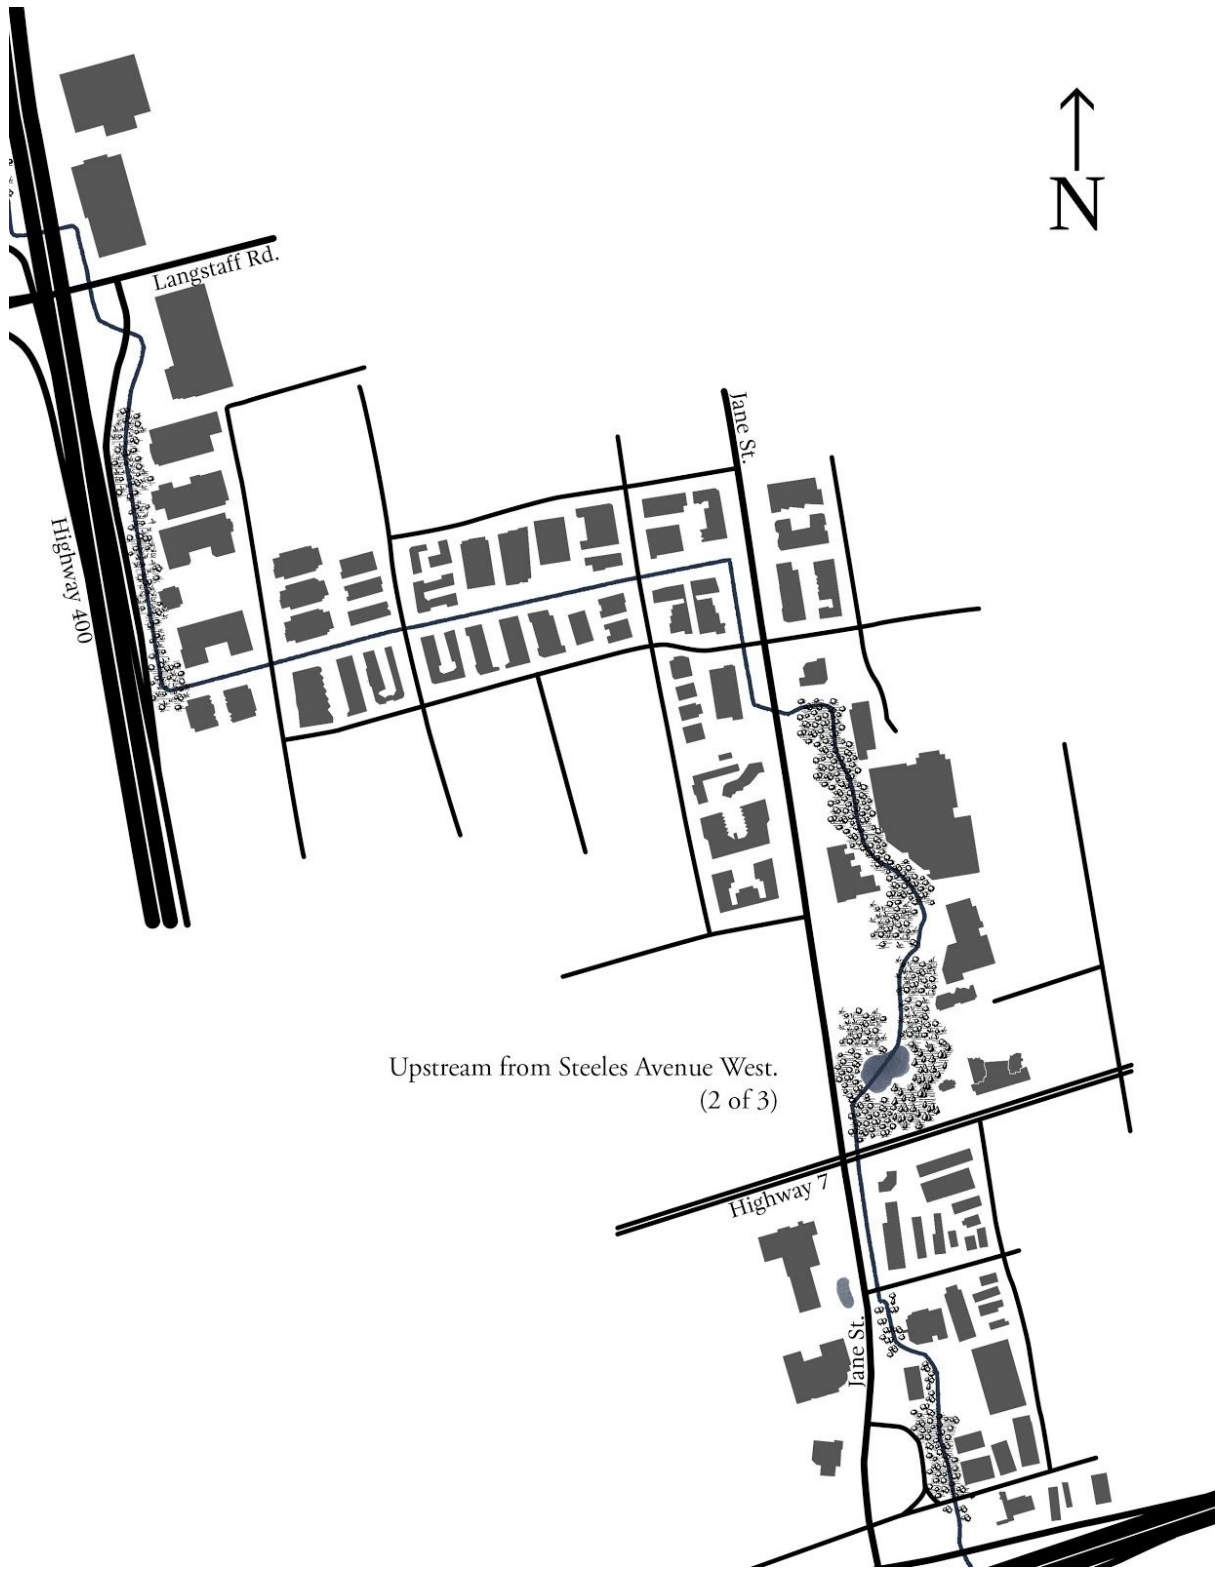 N
Langstaff Rd.
Jane St.
Highway 400
Upstream from Steeles Avenue West.
(2 of 3)
Highway 7
Jane St.